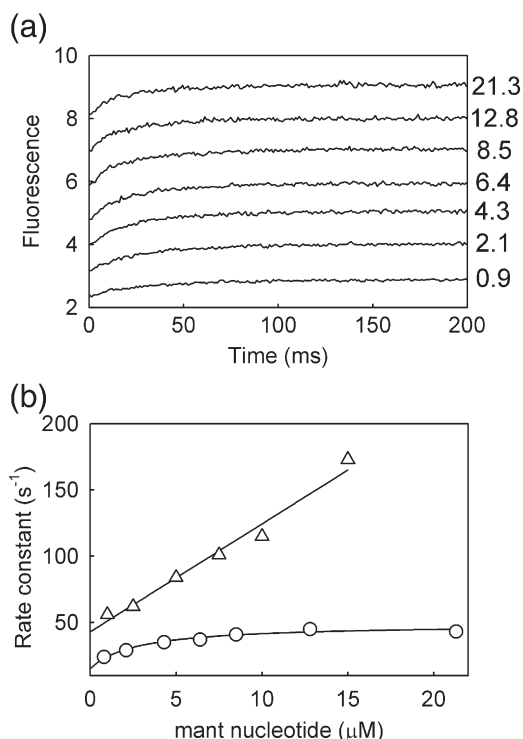 (a)
10
8
6
4
2
Fluorescence
21.3
12.8
8.5
6.4
4.3
2.1
0.9
0 50 100 150 200
Time (ms)
(b)
200
150
100
50
Rate constant (s⁻¹)
0 5 10 15 20
mant nucleotide (μM)